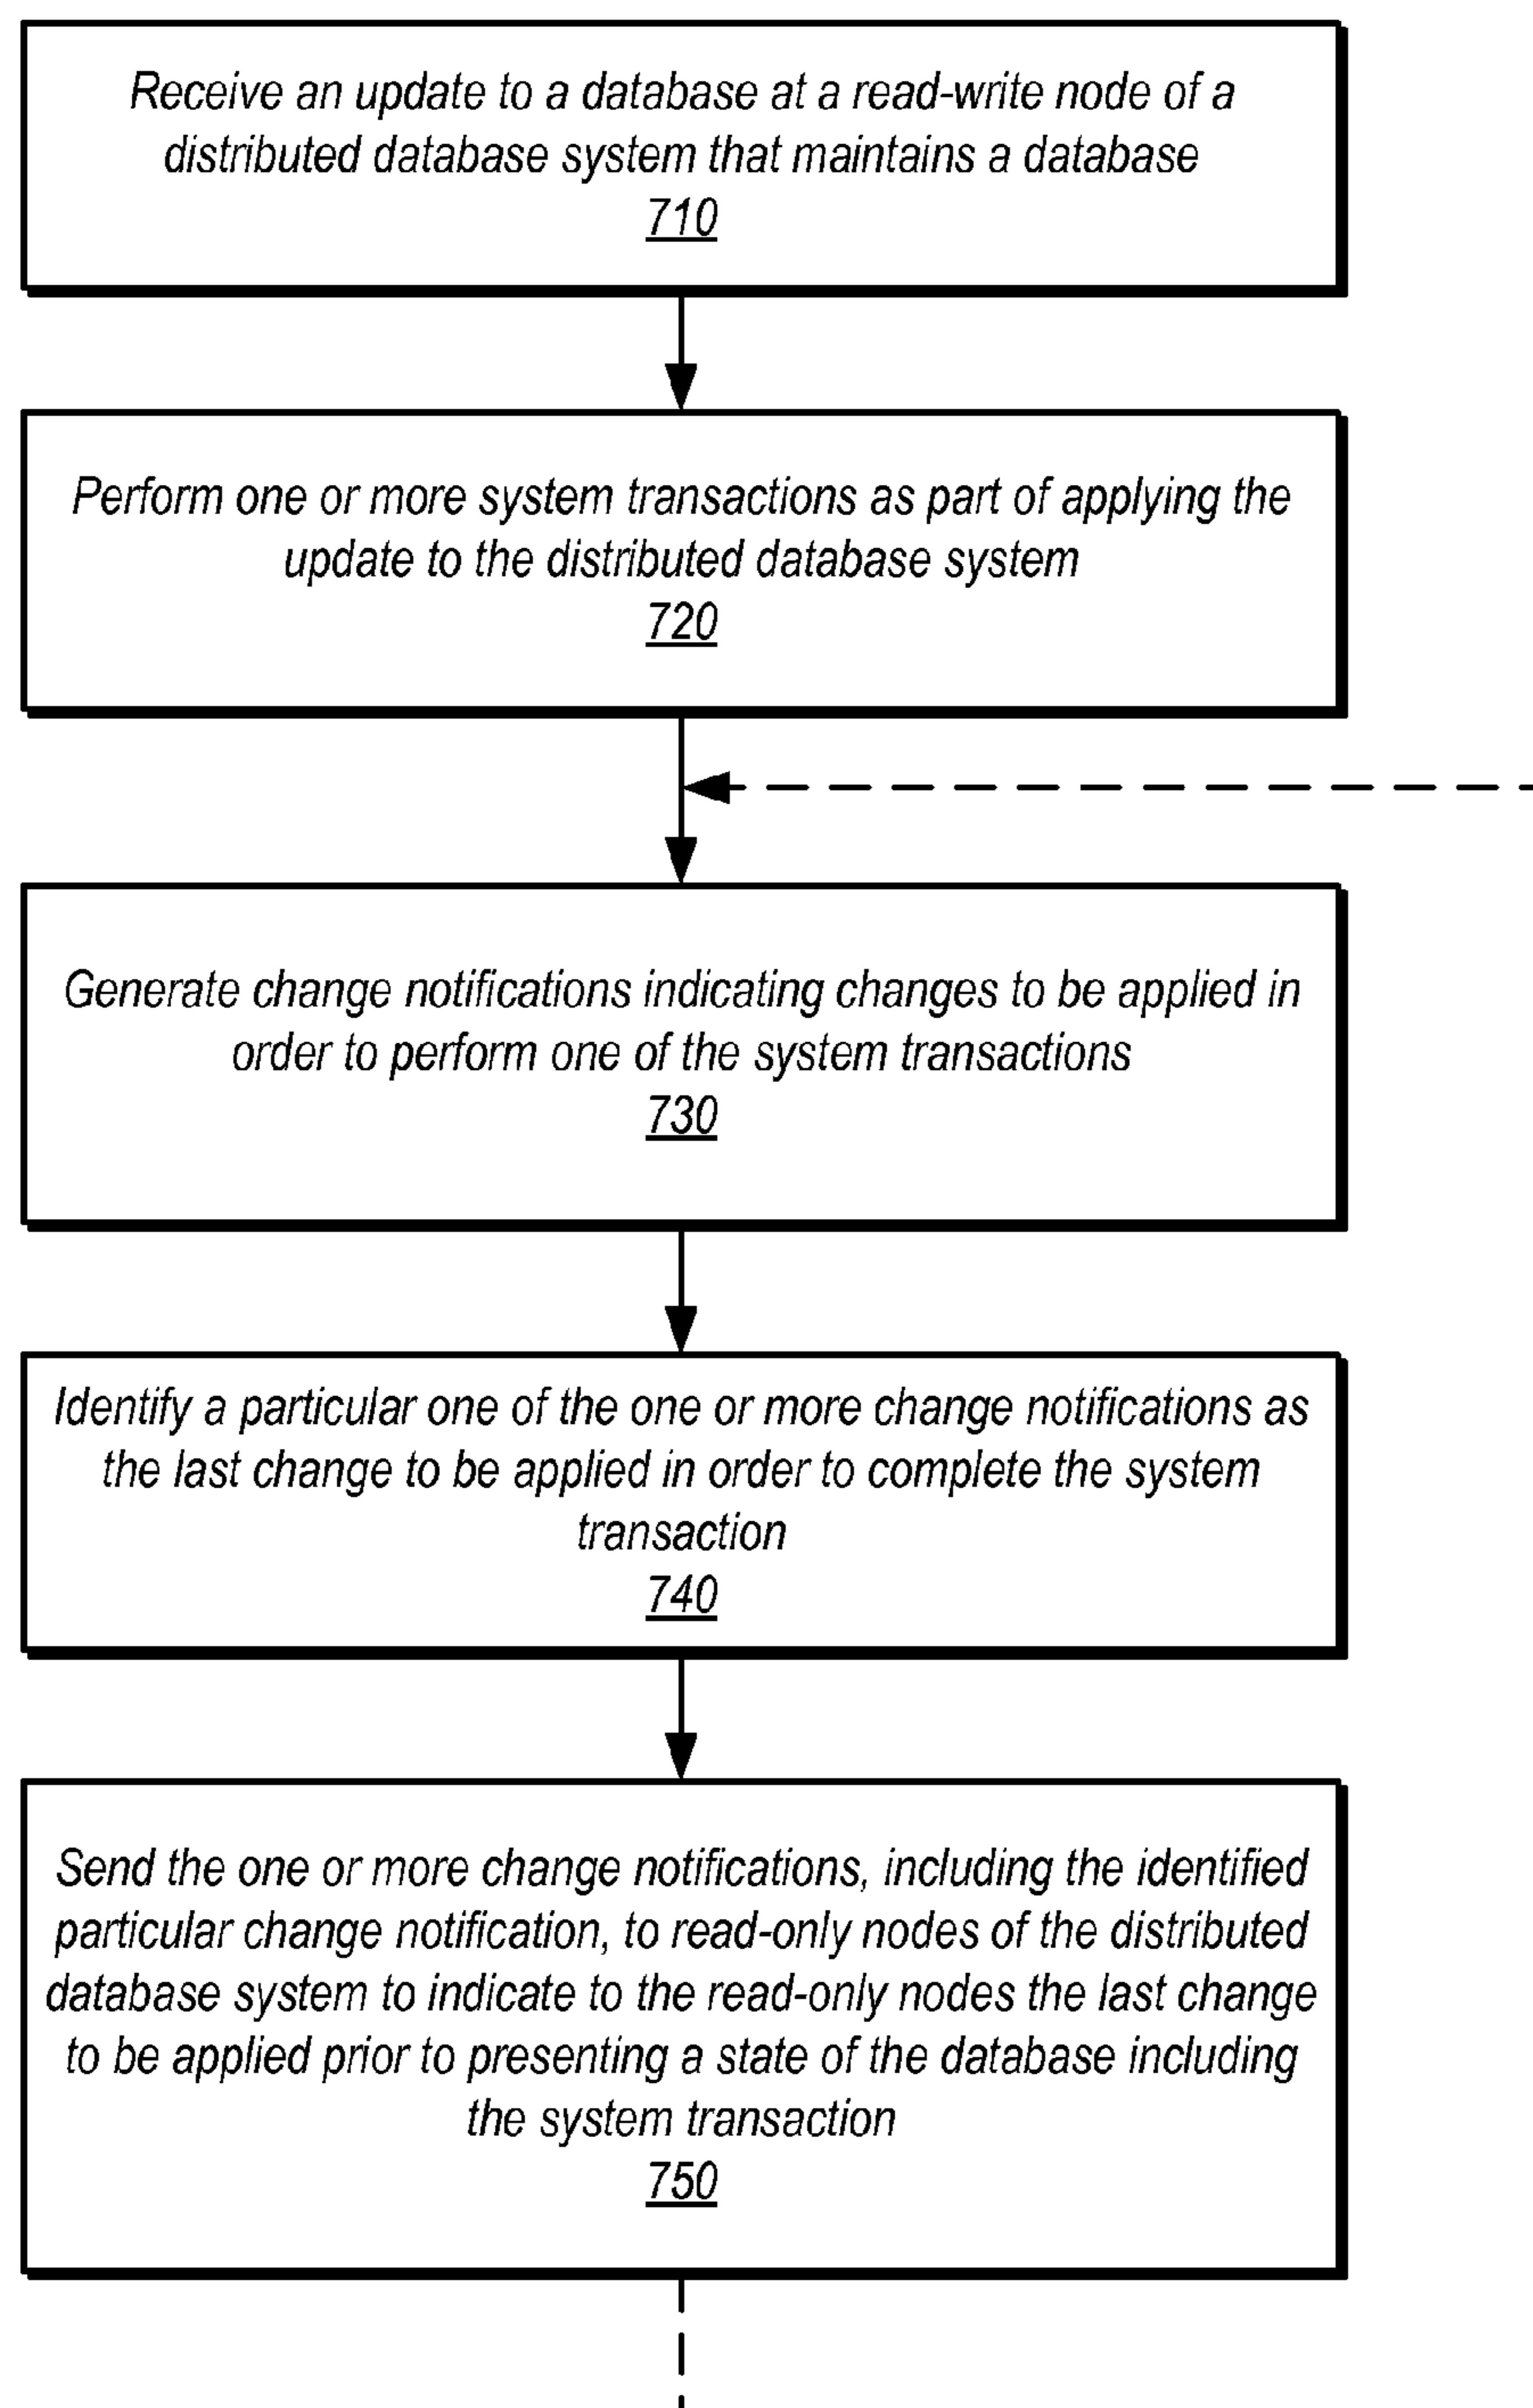 Receive an update to a database at a read-write node of a
distributed database system that maintains a database
710
Perform one or more system transactions as part of applying the
update to the distributed database system
720
Generate change notifications indicating changes to be applied in
order to perform one of the system transactions
730
Identify a particular one of the one or more change notifications as
the last change to be applied in order to complete the system
transaction
740
Send the one or more change notifications, including the identified
particular change notification, to read-only nodes of the distributed
database system to indicate to the read-only nodes the last change
to be applied prior to presenting a state of the database including
the system transaction
750